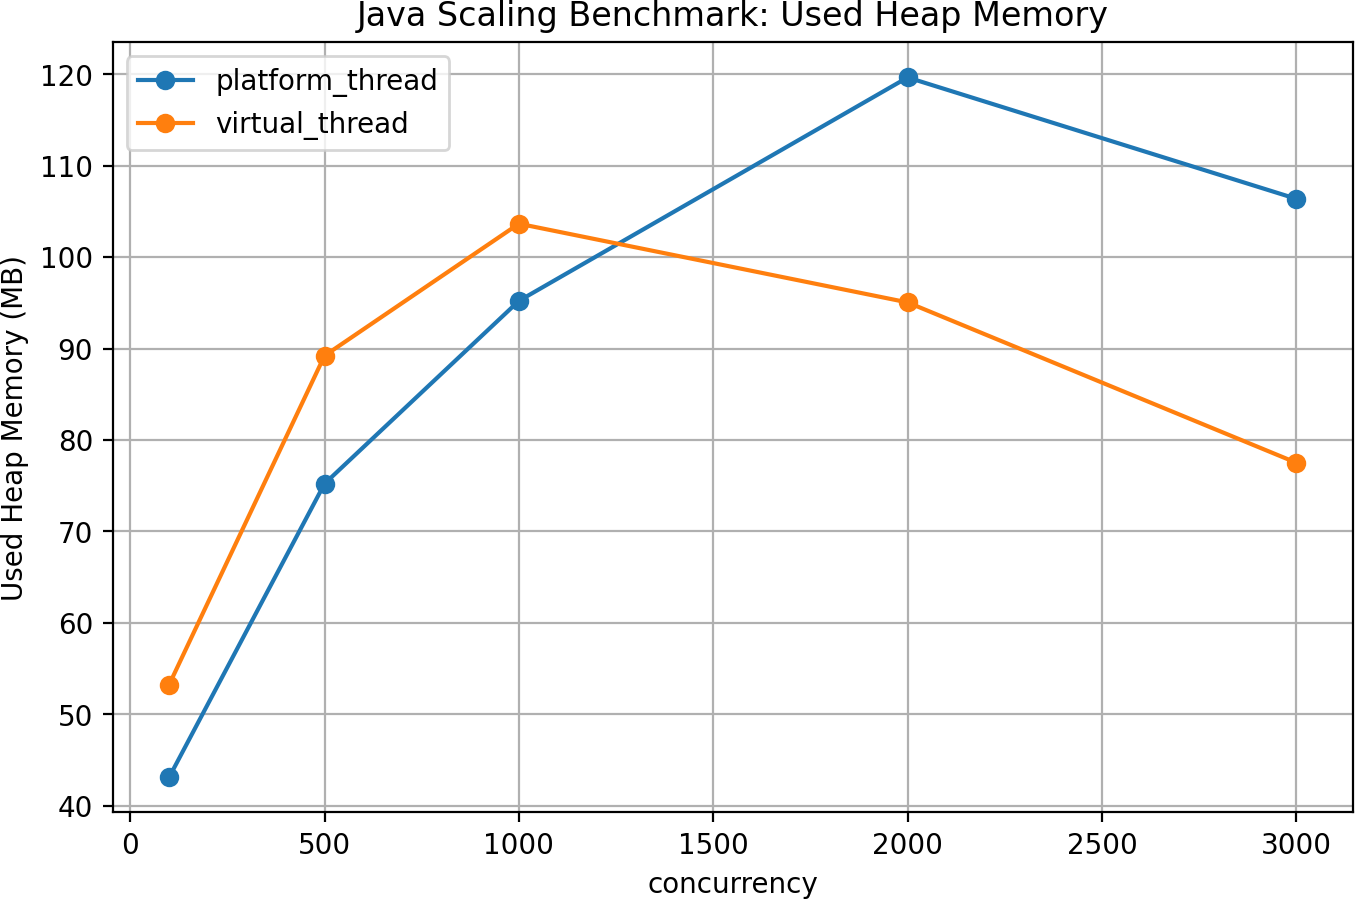 Java Scaling Benchmark: Used Heap Memory
platform_thread
virtual_thread
Used Heap Memory (MB)
120
110
100
90
80
70
60
50
40
0 500 1000 1500 2000 2500 3000
concurrency